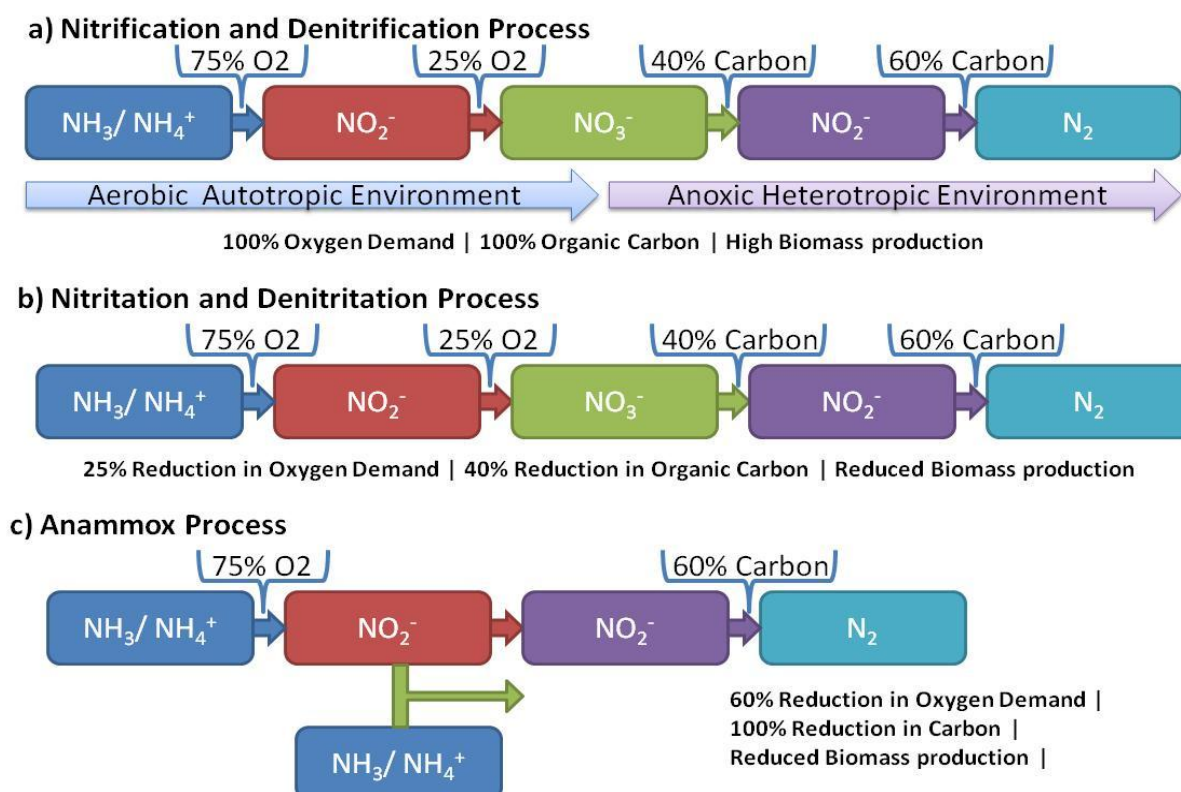 a) Nitrification and Denitrification Process
75% O2 25% O2 40% Carbon 60% Carbon
NH₃/ NH₄⁺ NO₂⁻ NO₃⁻ NO₂⁻ N₂
Aerobic Autotropic Environment Anoxic Heterotropic Environment
100% Oxygen Demand | 100% Organic Carbon | High Biomass production
b) Nitritation and Denitritation Process
75% O2 25% O2 40% Carbon 60% Carbon
NH₃/ NH₄⁺ NO₂⁻ NO₃⁻ NO₂⁻ N₂
25% Reduction in Oxygen Demand | 40% Reduction in Organic Carbon | Reduced Biomass production
c) Anammox Process
75% O2 60% Carbon
NH₃/ NH₄⁺ NO₂⁻ NO₂⁻ N₂
NH₃/ NH₄⁺
60% Reduction in Oxygen Demand |
100% Reduction in Carbon |
Reduced Biomass production |